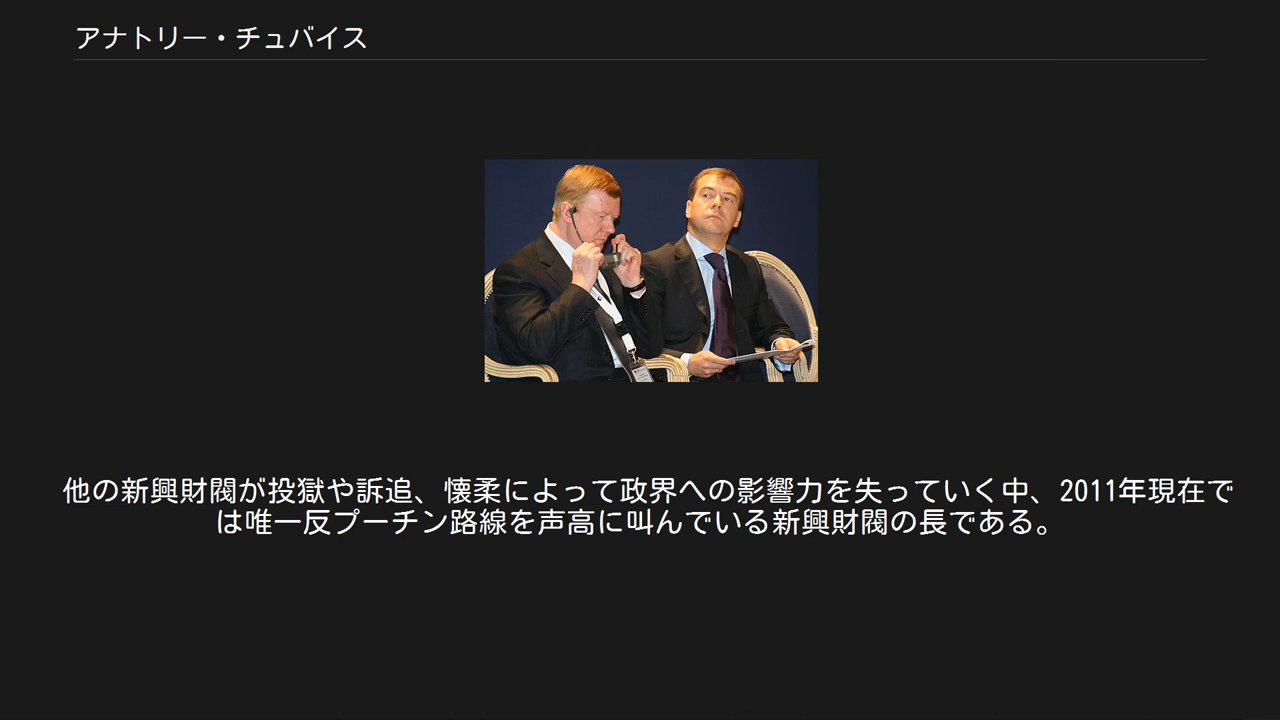 アナトリー・チュバイス
他の新興財閥が投獄や訴追、懐柔によって政界への影響力を失っていく中、2011年現在で
は唯一反プーチン路線を声高に叫んでいる新興財閥の長である。